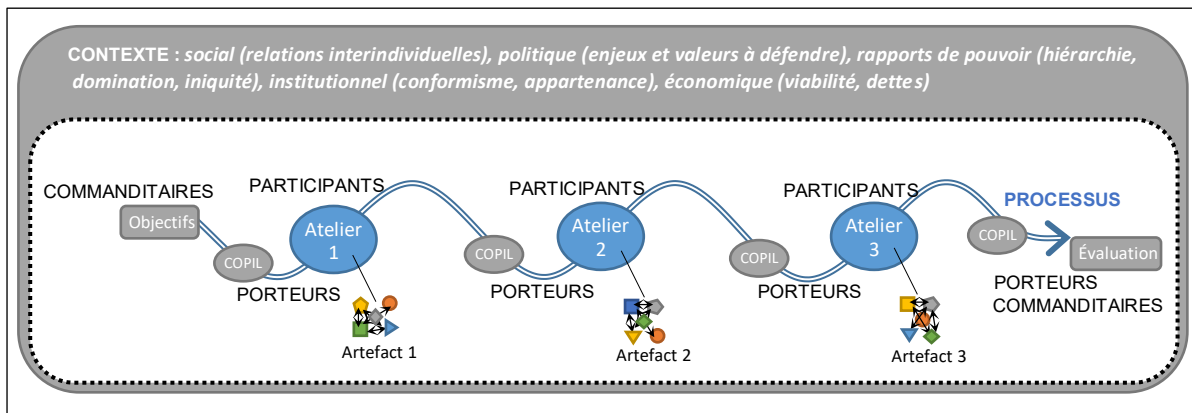 CONTEXTE : social (relations interindividuelles), politique (enjeux et valeurs à défendre), rapports de pouvoir (hiérarchie,
domination, iniquité), institutionnel (conformisme, appartenance), économique (viabilité, dettes)
COMMANDITAIRES
Objectifs
COPIL
PORTEURS
PARTICIPANTS
Atelier
1
Artefact 1
COPIL
PORTEURS
PARTICIPANTS
Atelier
2
Artefact 2
COPIL
PORTEURS
PARTICIPANTS
Atelier
3
Artefact 3
PROCESSUS
COPIL
Évaluation
PORTEURS
COMMANDITAIRES